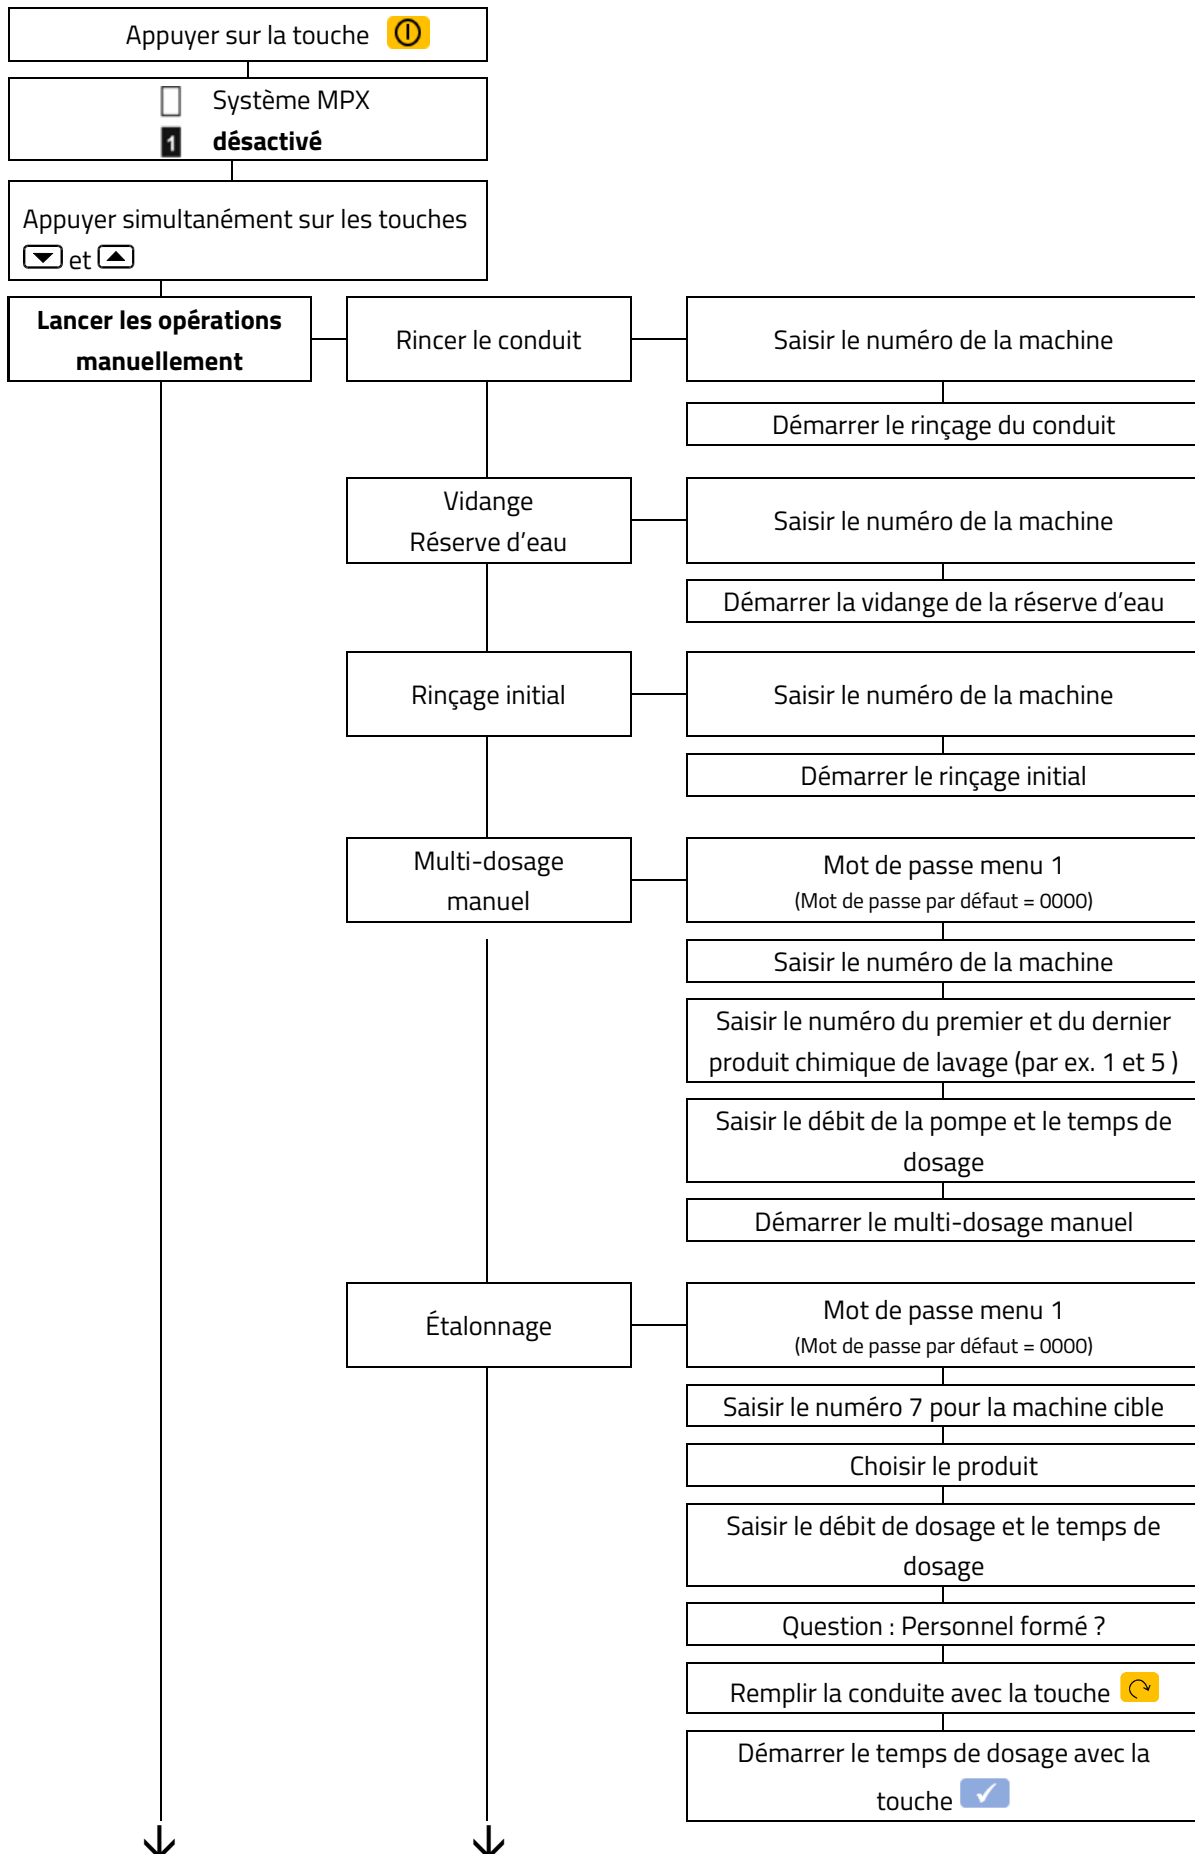 Appuyer sur la touche
Système MPX
1 désactivé
Appuyer simultanément sur les touches
et
Lancer les opérations
manuellement
Rincer le conduit
Saisir le numéro de la machine
Démarrer le rinçage du conduit
Vidange
Réserve d’eau
Saisir le numéro de la machine
Démarrer la vidange de la réserve d’eau
Rinçage initial
Saisir le numéro de la machine
Démarrer le rinçage initial
Multi-dosage
manuel
Mot de passe menu 1
(Mot de passe par défaut = 0000)
Saisir le numéro de la machine
Saisir le numéro du premier et du dernier
produit chimique de lavage (par ex. 1 et 5 )
Saisir le débit de la pompe et le temps de
dosage
Démarrer le multi-dosage manuel
Étalonnage
Mot de passe menu 1
(Mot de passe par défaut = 0000)
Saisir le numéro 7 pour la machine cible
Choisir le produit
Saisir le débit de dosage et le temps de
dosage
Question : Personnel formé ?
Remplir la conduite avec la touche
Démarrer le temps de dosage avec la
touche